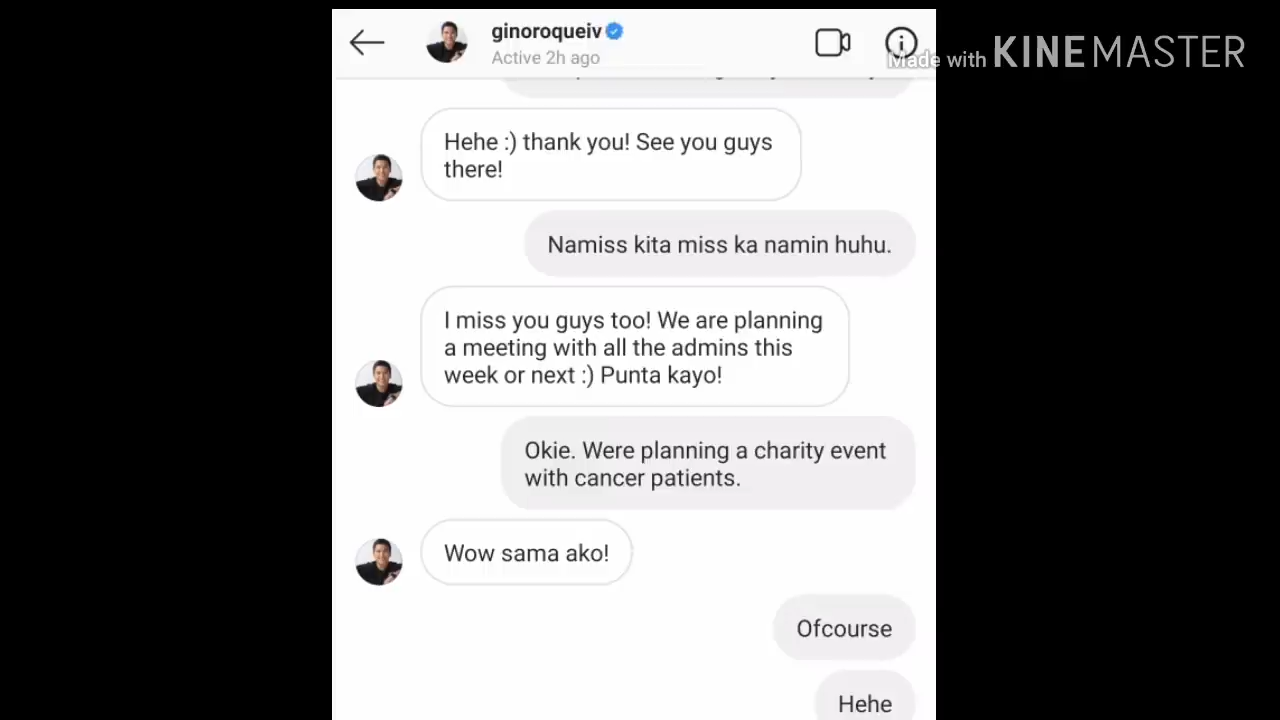 ginoroqueiv
Active 2h ago
Made with KINEMASTER
Hehe :) thank you! See you guys
there!
Namiss kita miss ka namin huhu.
I miss you guys too! We are planning
a meeting with all the admins this
week or next :) Punta kayo!
Okie. Were planning a charity event
with cancer patients.
Wow sama ako!
Ofcourse
Hehe